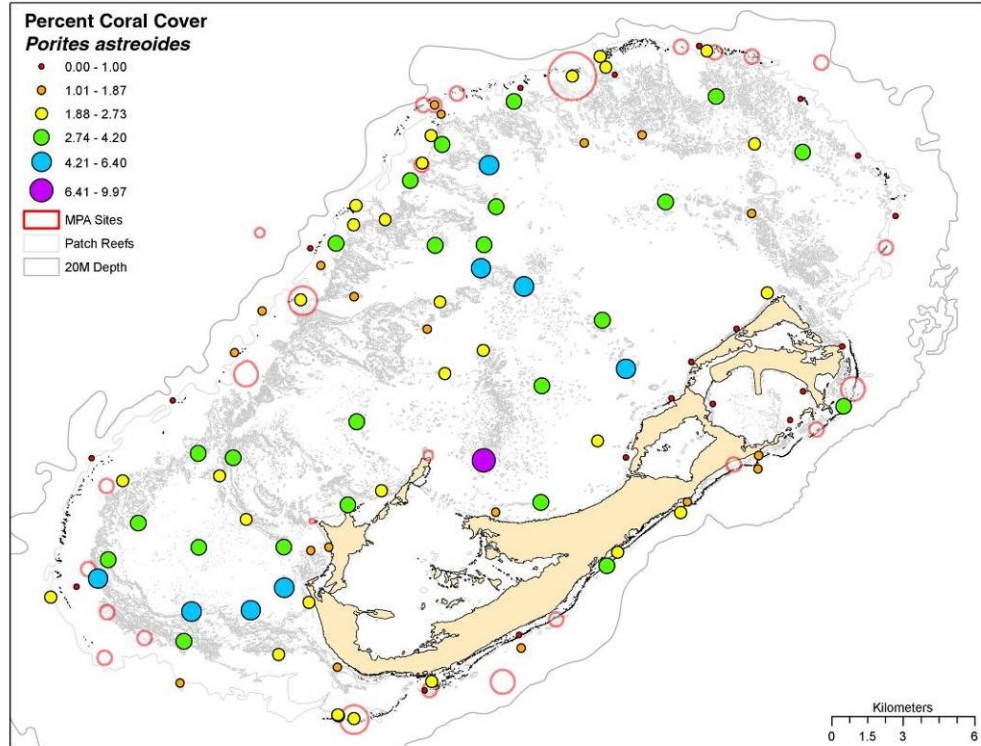 Percent Coral Cover
Porites astreoides
0.00 - 1.00
1.01 - 1.87
1.88 - 2.73
2.74 - 4.20
4.21 - 6.40
6.41 - 9.97
MPA Sites
Patch Reefs
20M Depth
Kilometers
0 1.5 3 6